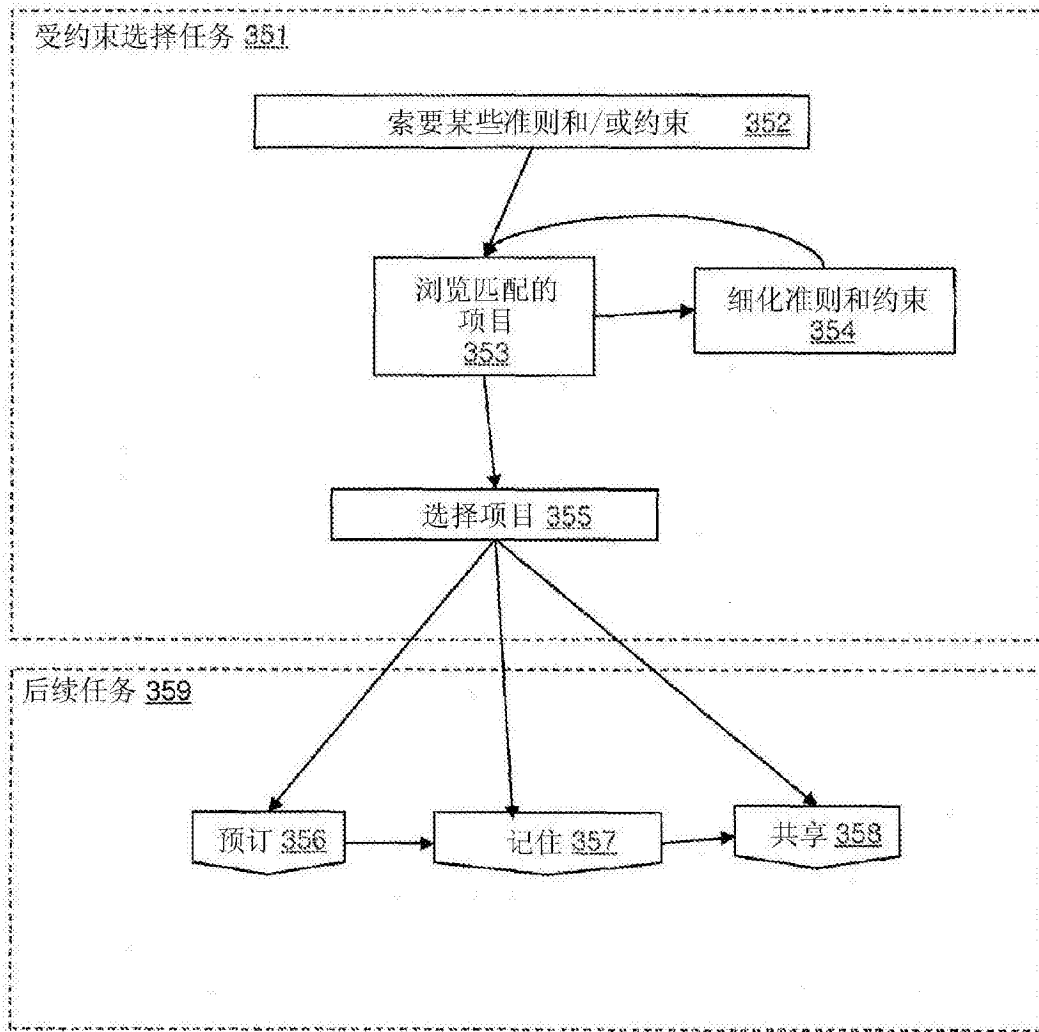 受约束选择任务 351
索要某些准则和/或约束 352
浏览匹配的
项目
353
细化准则和约束
354
选择项目 355
后续任务 359
预订 356
记住 357
共享 358